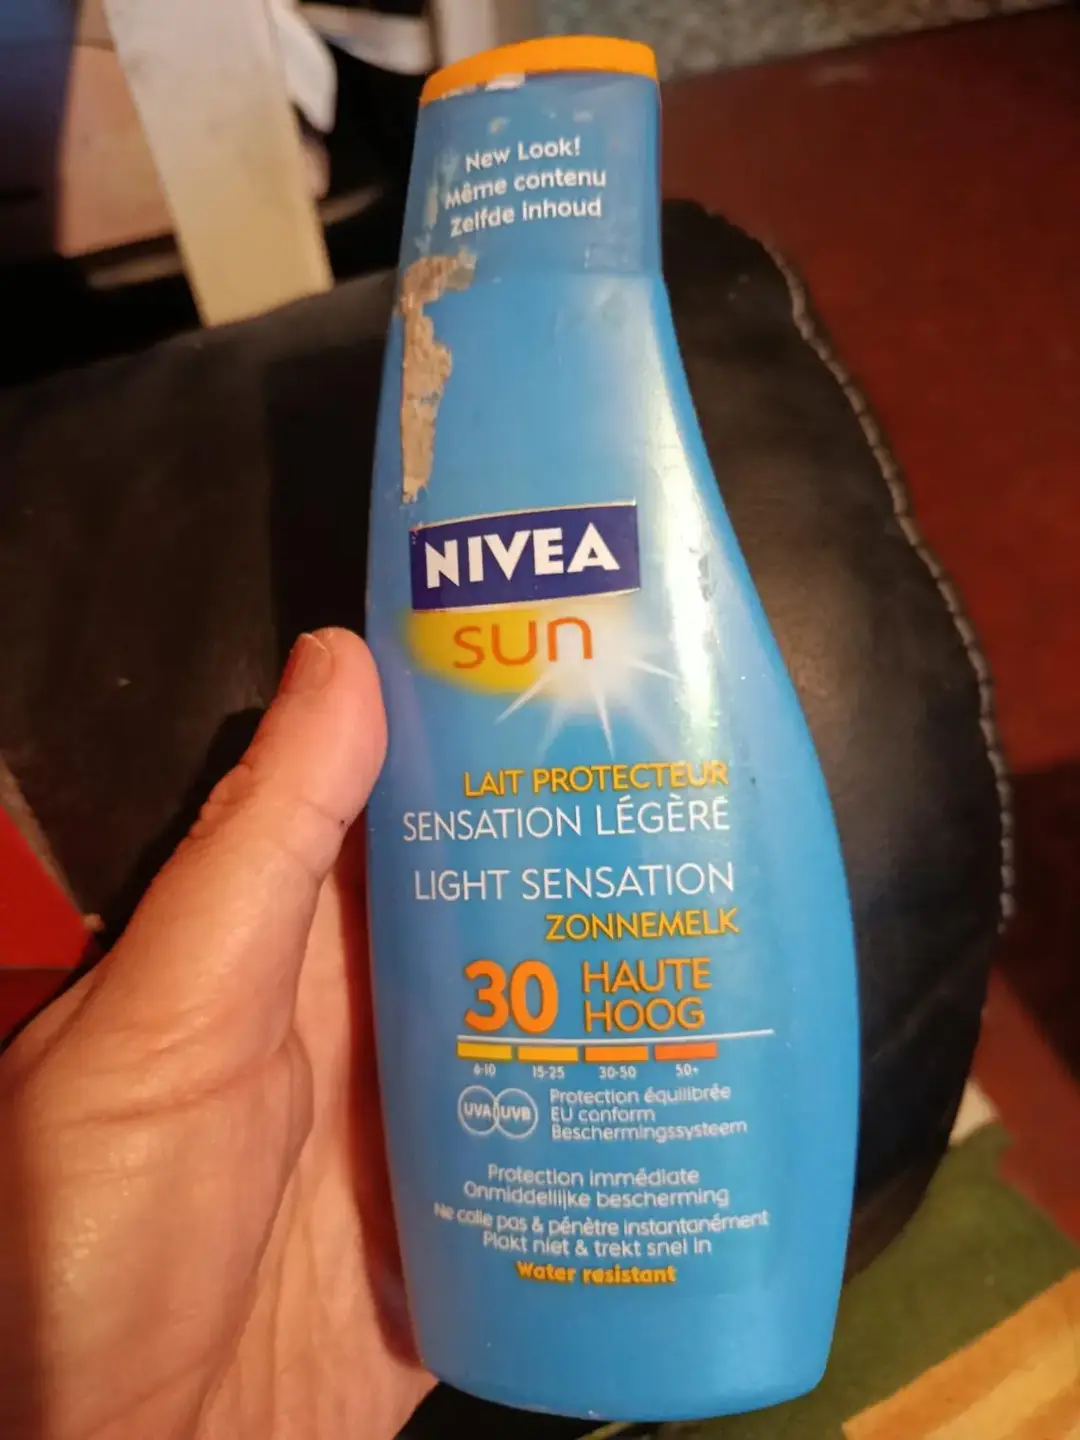 New Look!
Même contenu
Zelfde inhoud
NIVEA
sun
LAIT PROTECTEUR
SENSATION LÉGÈRE
LIGHT SENSATION
ZONNEMELK
30 HAUTE
HOOG
6-10 15-25 30-50 50+
UVA UVB
Protection équilibrée
EU conform
Beschermingssysteem
Protection immédiate
Onmiddellijke bescherming
Ne colle pas & pénètre instantanément
Plakt niet & trekt snel in
Water resistant